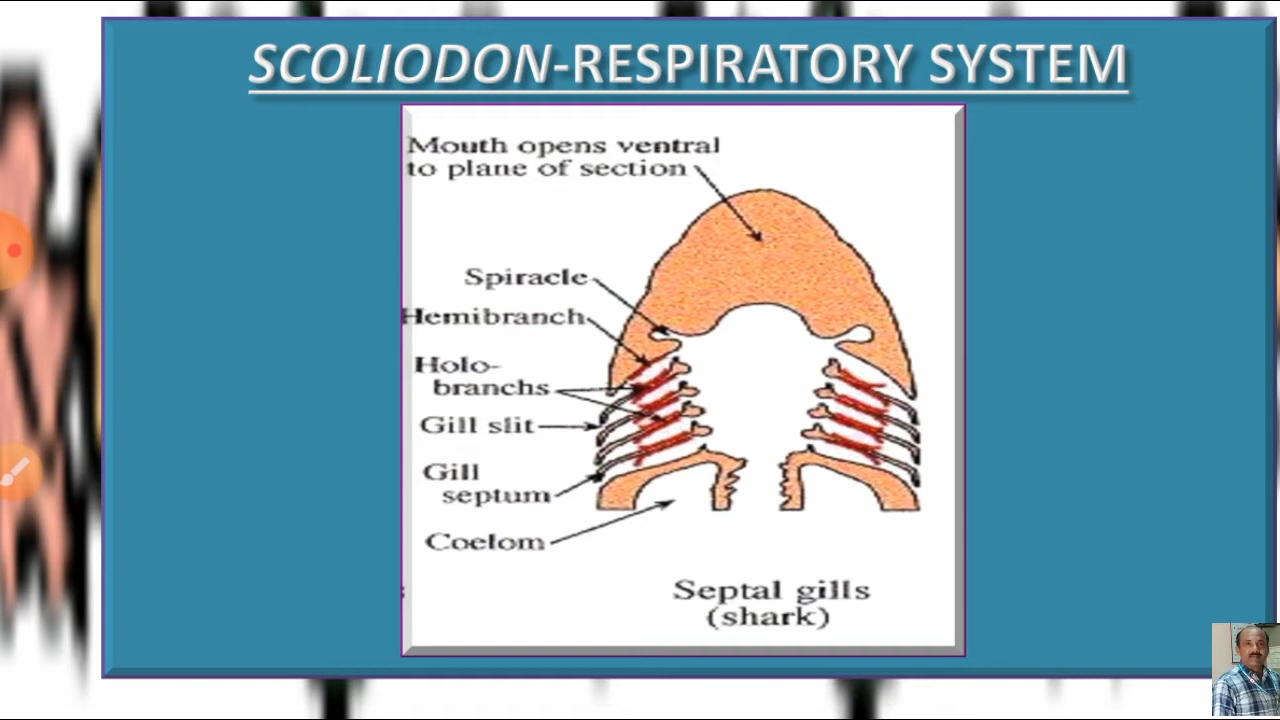 SCOLIODON-RESPIRATORY SYSTEM
Mouth opens ventral
to plane of section
Spiracle
Hemibranch
Holo-
branchs
Gill slit
Gill
septum
Coelom
Septal gills
(shark)